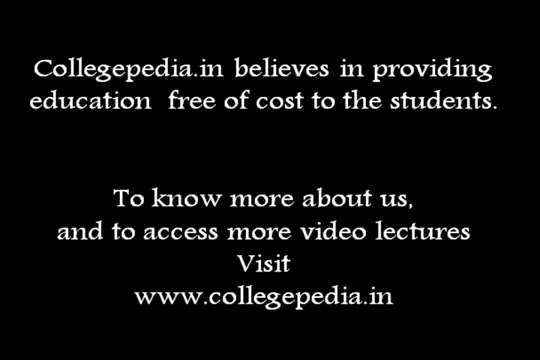 Collegepedia.in believes in providing
education free of cost to the students.
To know more about us,
and to access more video lectures
Visit
www.collegepedia.in